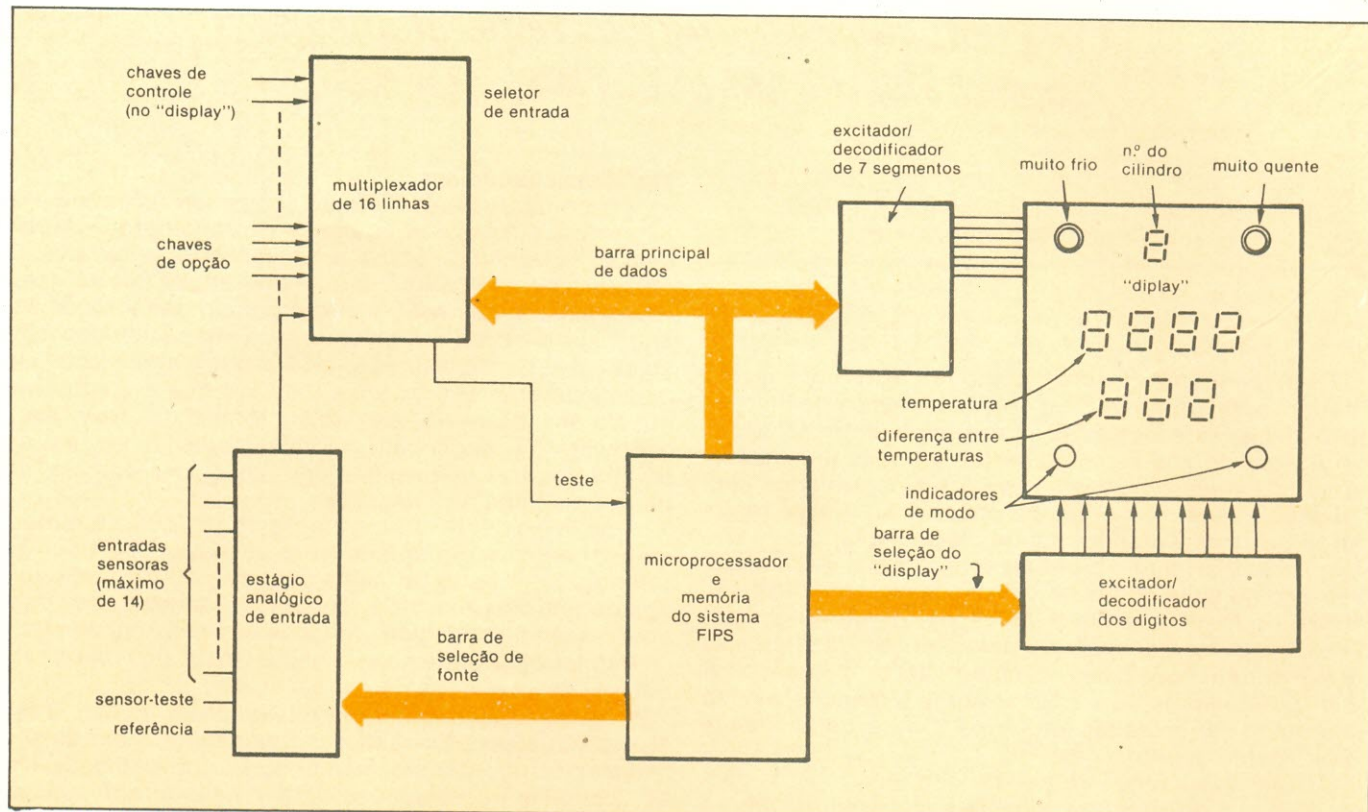 chaves de
controle
(no "display")
seletor
de entrada
multiplexador
de 16 linhas
chaves
de opção
excitador/
decodificador
de 7 segmentos
muito frio
n.º do
cilindro
muito quente
barra principal
de dados
"diplay"
temperatura
diferença entre
temperaturas
indicadores
de modo
teste
entradas
sensoras
(máximo
de 14)
estágio
analógico
de entrada
sensor-teste
referência
barra de
seleção de
fonte
microprocessador
e
memória
do sistema
FIPS
barra de
seleção do
"display"
excitador/
decodificador
dos digitos